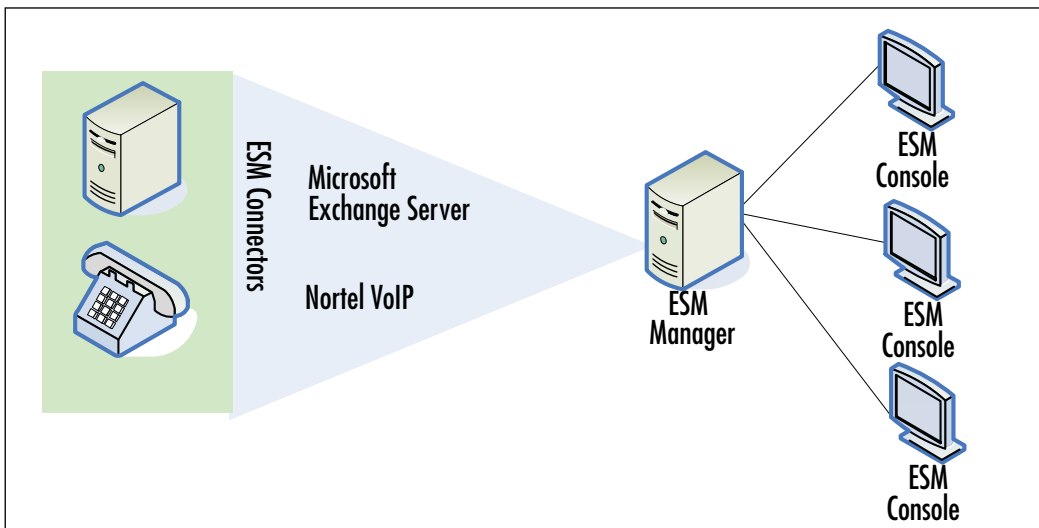 ESM Connectors
Microsoft
Exchange Server
Nortel VoIP
ESM
Manager
ESM
Console
ESM
Console
ESM
Console